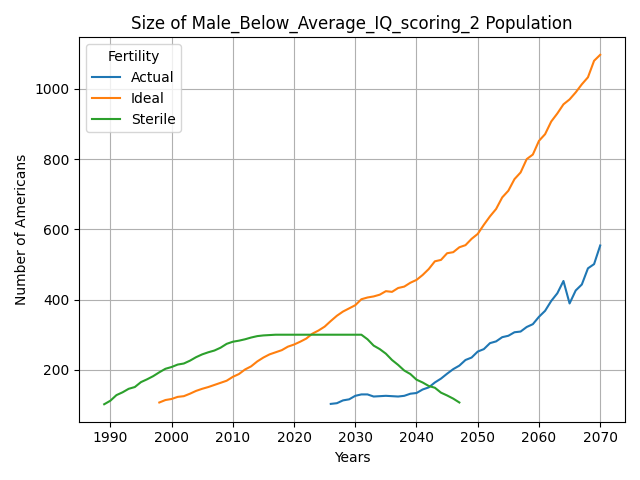 Size of Male_Below_Average_IQ_scoring_2 Population
Fertility
Actual
Ideal
Sterile
Number of Americans
1000
800
600
400
200
1990 2000 2010 2020 2030 2040 2050 2060 2070
Years